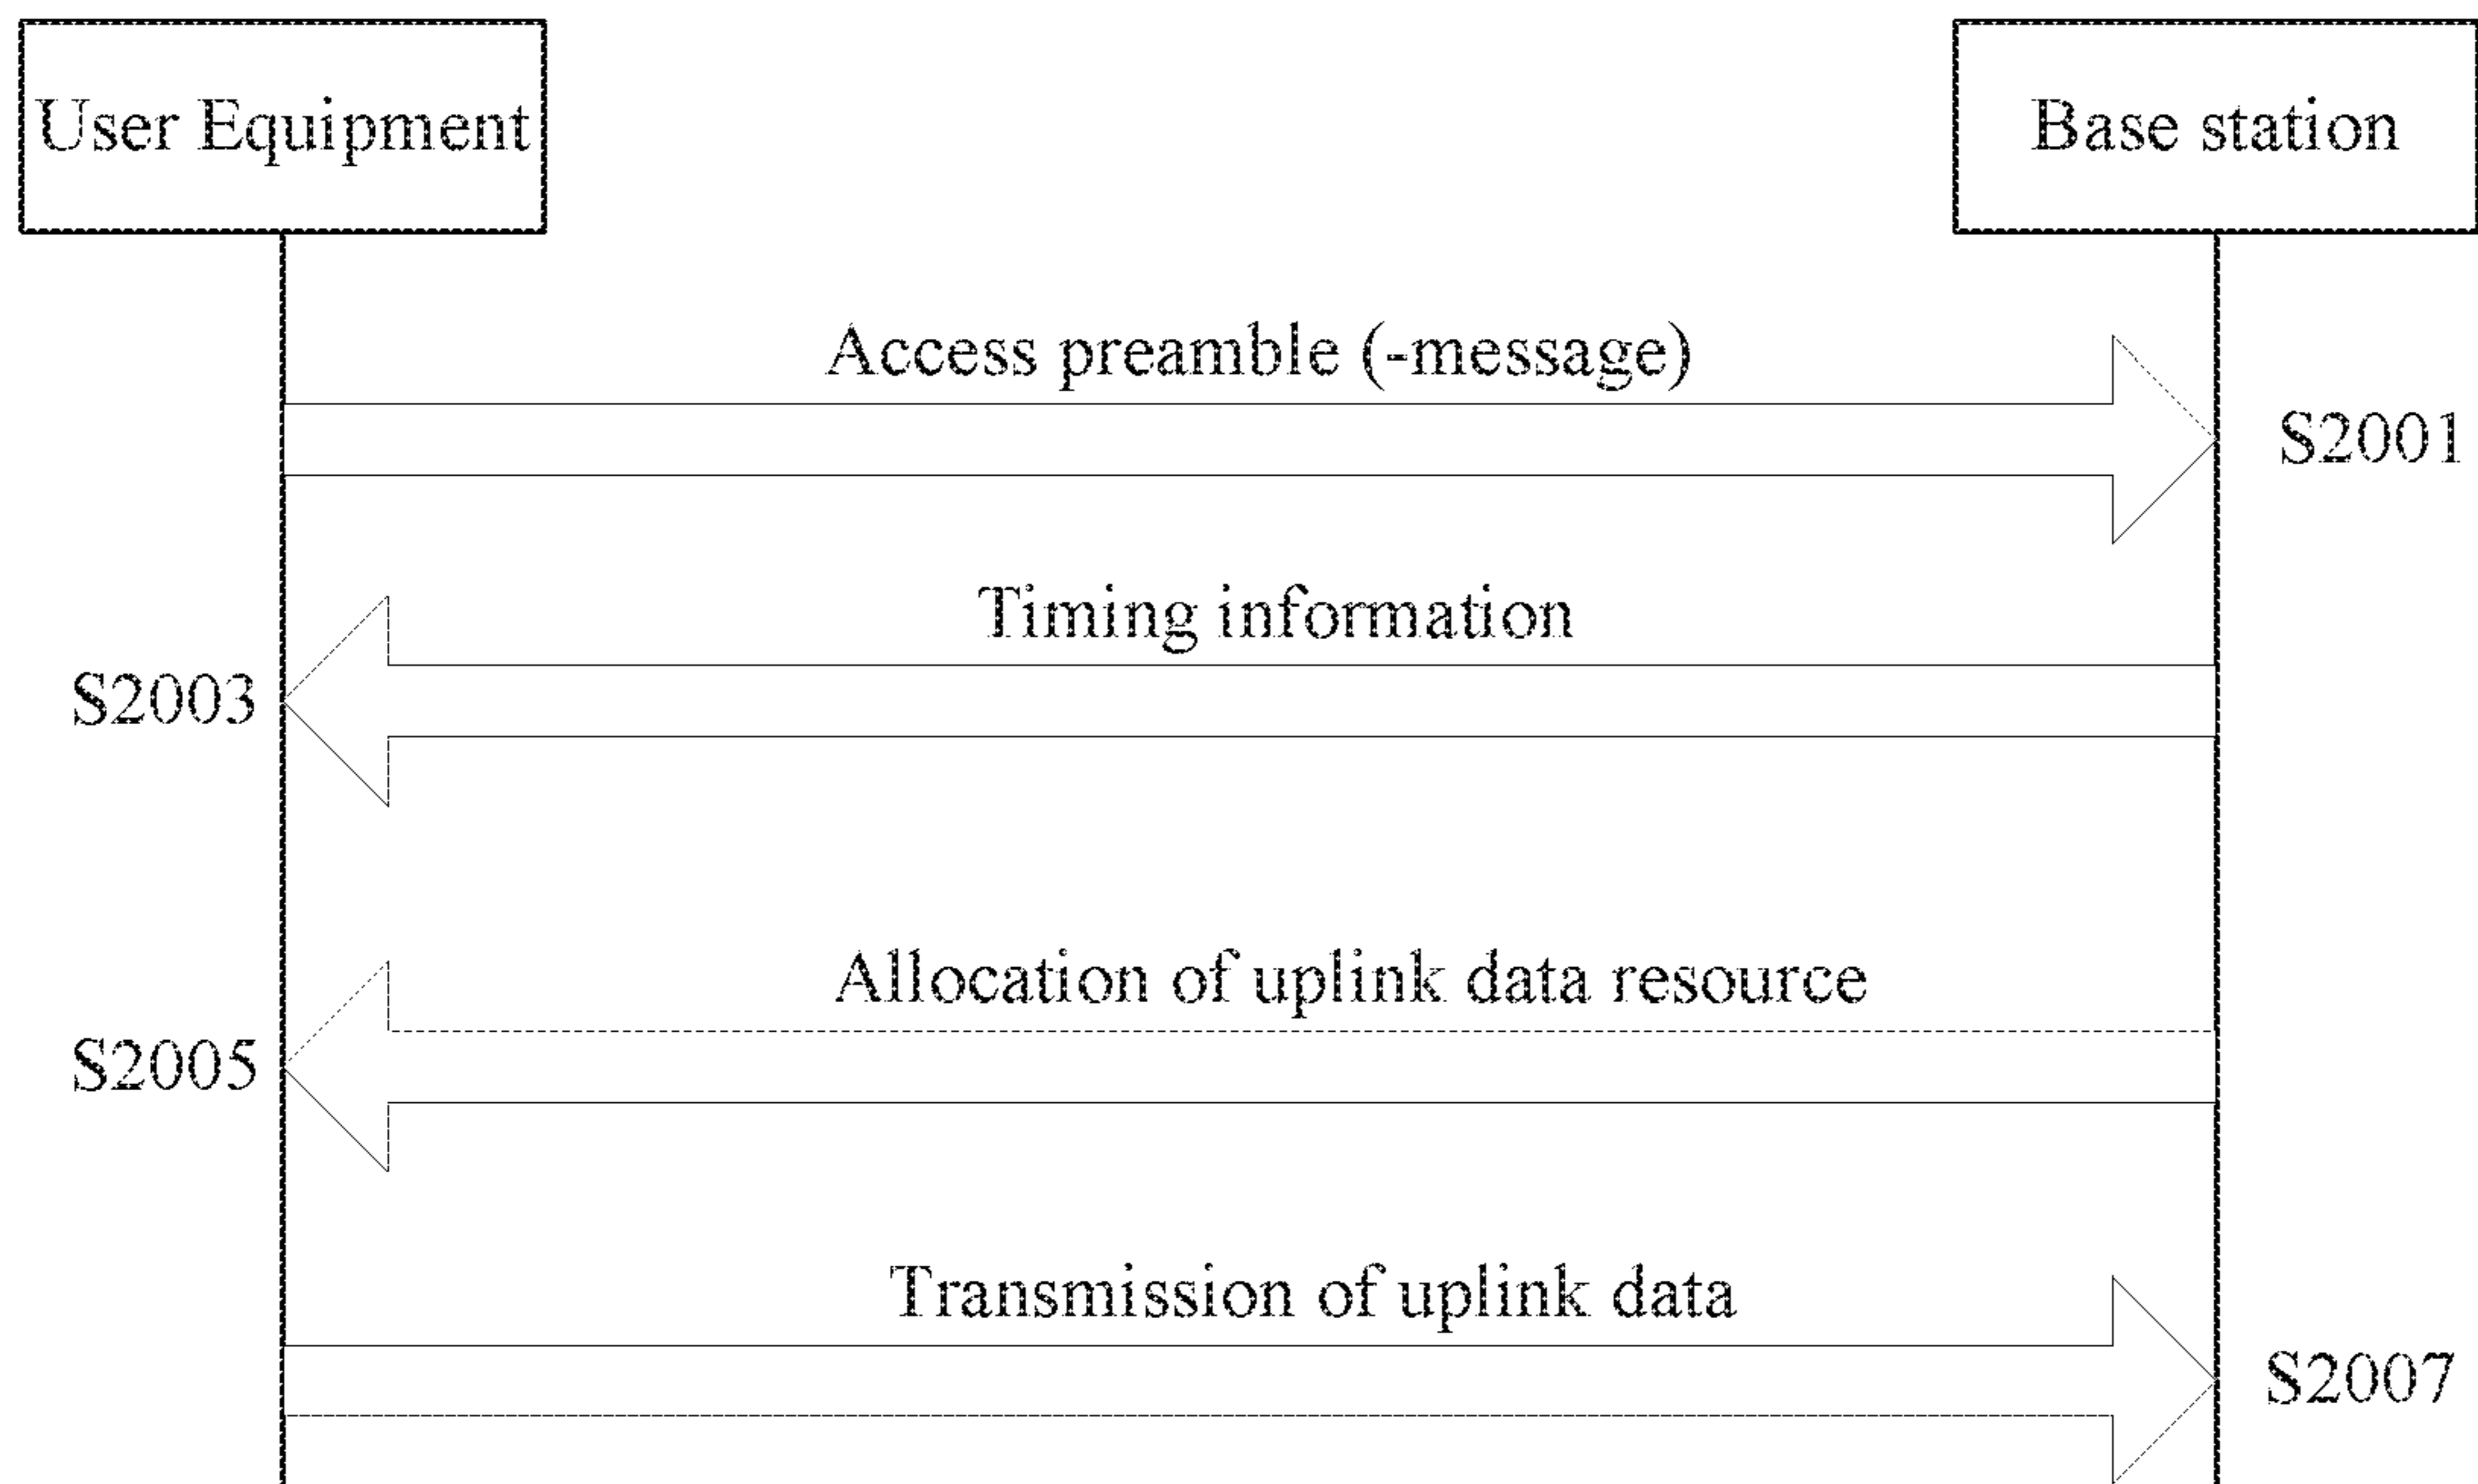 User Equipment
Base station
Access preamble (-message)
S2001
Timing information
S2003
Allocation of uplink data resource
S2005
Transmission of uplink data
S2007